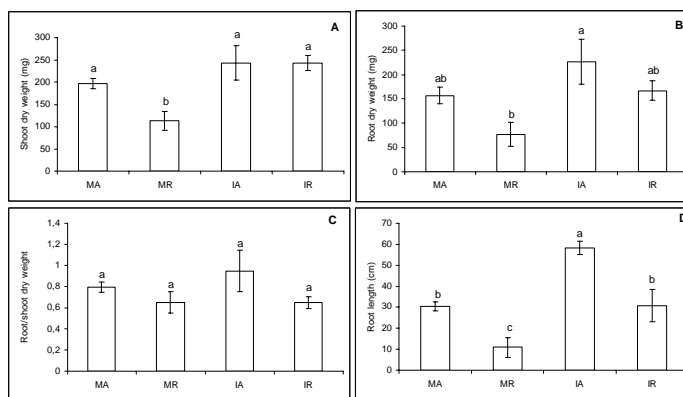 A
Shoot dry weight (mg)
300
250
200
150
100
50
0
a
b
a
a
MA MR IA IR
B
Root dry weight (mg)
300
250
200
150
100
50
0
ab
b
a
ab
MA MR IA IR
C
Root/shoot dry weight
1,4
1,2
1
0,8
0,6
0,4
0,2
0
a
a
a
a
MA MR IA IR
D
Root length (cm)
70
60
50
40
30
20
10
0
b
c
a
b
MA MR IA IR